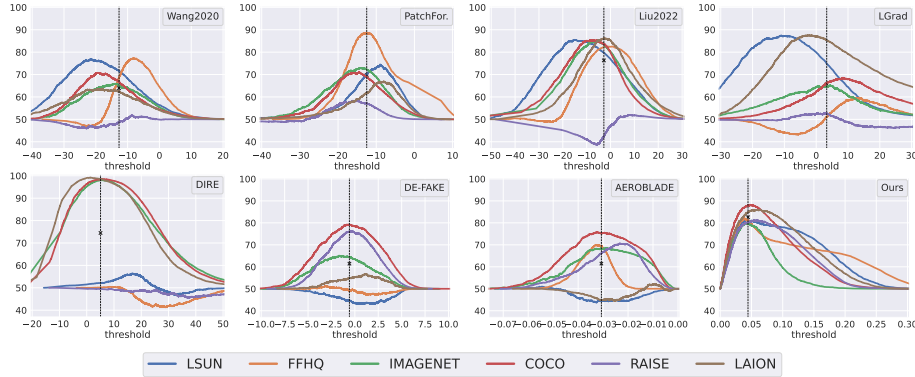 Wang2020
PatchFor.
Liu2022
LGrad
100
90
80
70
60
50
40
−40 −30 −20 −10 0 10 20
threshold
100
90
80
70
60
50
40
−40 −30 −20 −10 0 10
threshold
100
90
80
70
60
50
40
−50 −40 −30 −20 −10 0 10 20 30
threshold
100
90
80
70
60
50
40
−30 −20 −10 0 10 20 30
threshold
DIRE
DE-FAKE
AEROBLADE
Ours
100
90
80
70
60
50
40
−20 −10 0 10 20 30 40 50
threshold
100
90
80
70
60
50
40
−10.0 −7.5 −5.0 −2.5 0.0 2.5 5.0 7.5 10.0
threshold
100
90
80
70
60
50
40
−0.07 −0.06 −0.05 −0.04 −0.03 −0.02 −0.01 0.00
threshold
100
90
80
70
60
50
40
0.00 0.05 0.10 0.15 0.20 0.25 0.30
threshold
LSUN FFHQ IMAGENET COCO RAISE LAION